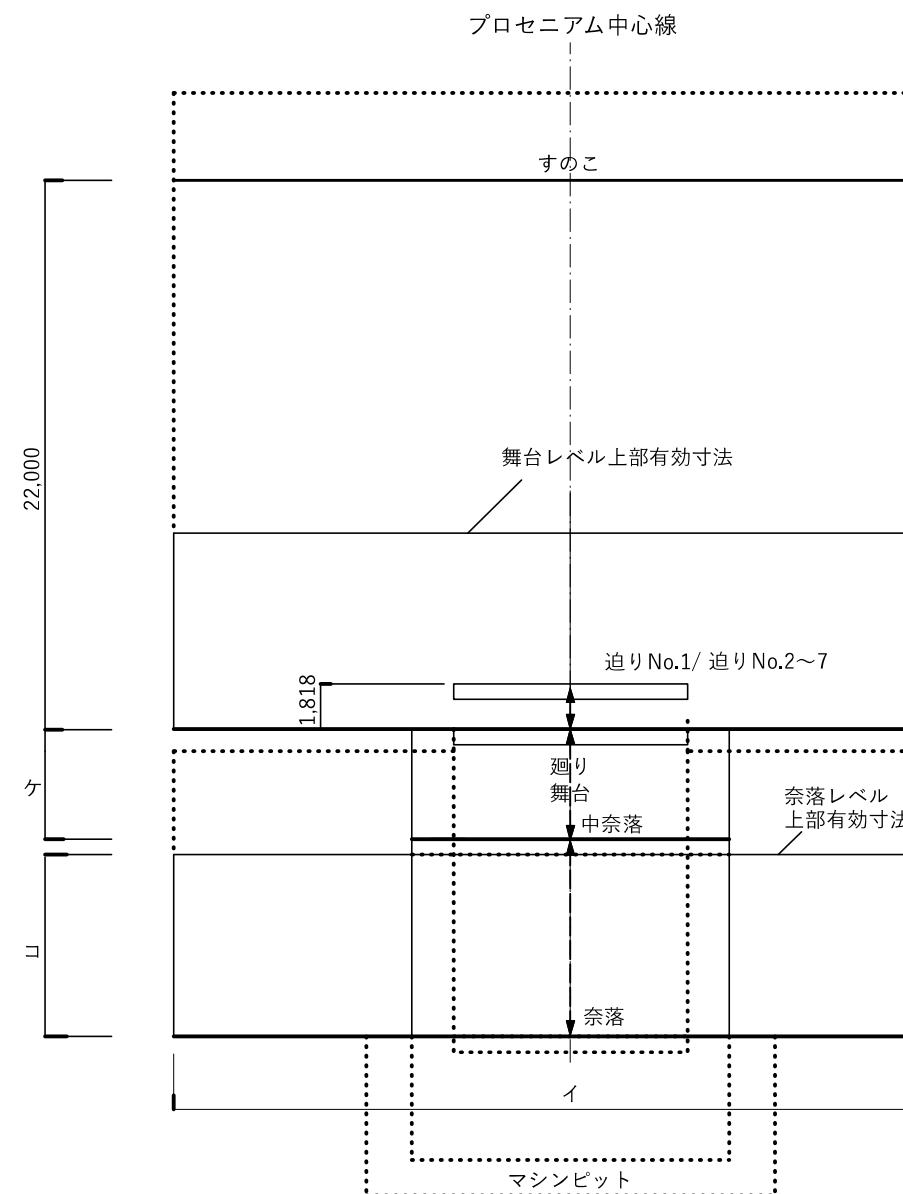 プロセニアム中心線
すのこ
22,000
舞台レベル上部有効寸法
迫りNo.1/ 迫りNo.2～7
1,818
廻り
舞台
ケ
奈落レベル
上部有効寸法
中奈落
コ
奈落
イ
マシンピット